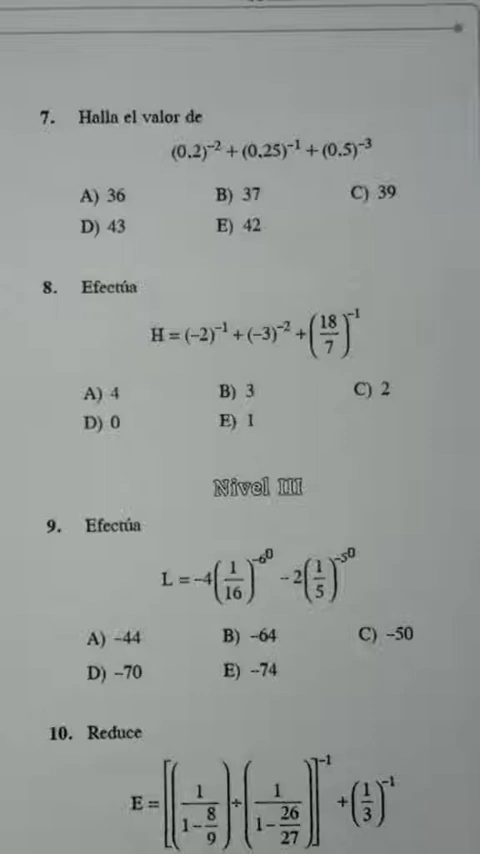 7. Halla el valor de
(0,2)⁻² + (0,25)⁻¹ + (0,5)⁻³
A) 36 B) 37 C) 39
D) 43 E) 42
8. Efectúa
H = (–2)⁻¹ + (–3)⁻² + (18/7)⁻¹
A) 4 B) 3 C) 2
D) 0 E) 1
Nivel III
9. Efectúa
L = –4(1/16)^(–6^0) – 2(1/5)^(–5^0)
A) –44 B) –64 C) –50
D) –70 E) –74
10. Reduce
E = [(1/(1 – 8/9)) ÷ (1/(1 – 26/27))]⁻¹ + (1/3)⁻¹